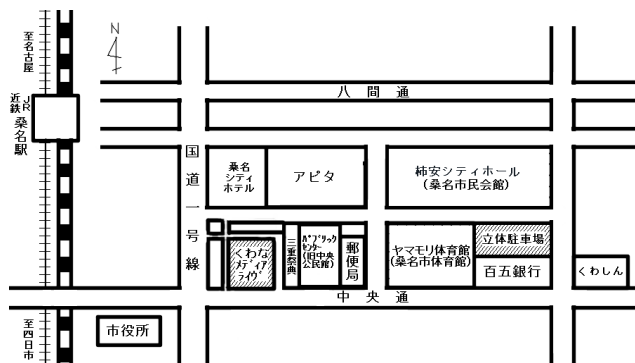 至名古屋
N
八間通
近鉄
JR
桑名駅
国道一号線
桑名
シティ
ホテル
アピタ
柿安シティホール
(桑名市民会館)
くわな
メディア
ライヴ
三重祭典
パブリック
センター
(旧中央
公民館)
郵便局
ヤマモリ体育館
(桑名市体育館)
立体駐車場
百五銀行
くわしん
中央通
至四日市
市役所